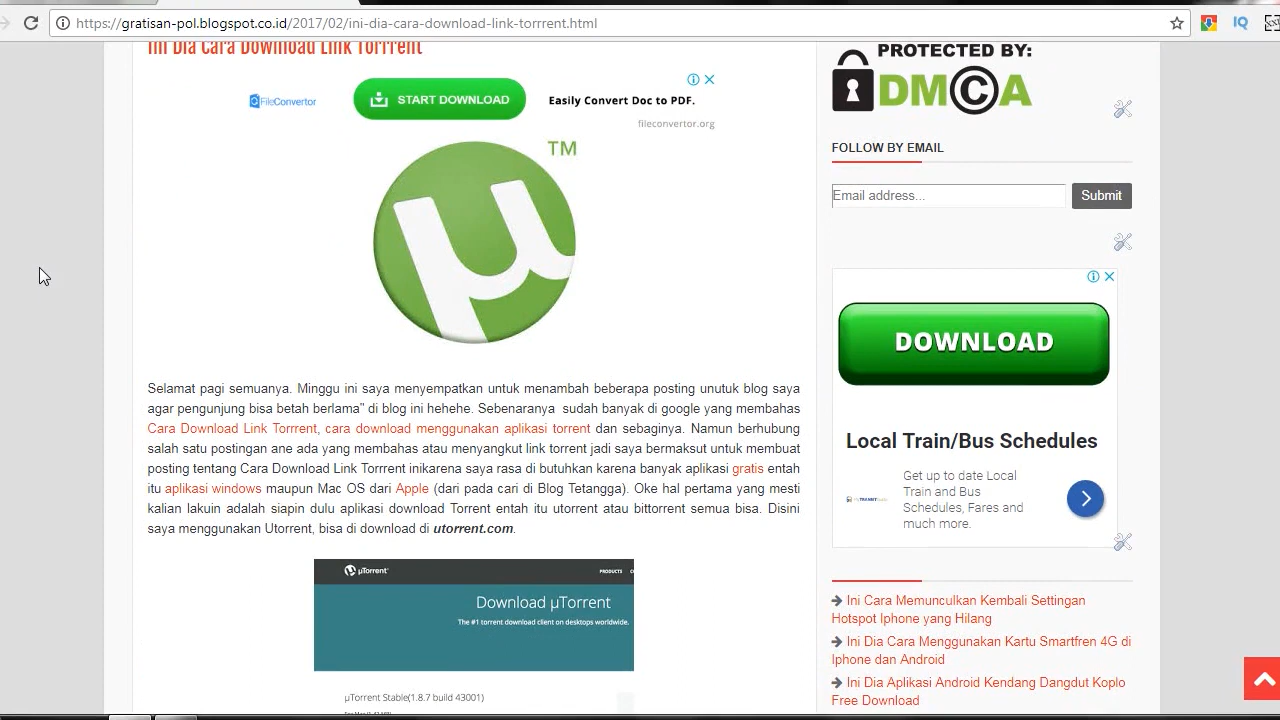 https://gratisan-pol.blogspot.co.id/2017/02/ini-dia-cara-download-link-torrrent.html
Ini Dia Cara Download Link Torrrent
FileConvertor
START DOWNLOAD
Easily Convert Doc to PDF.
fileconvertor.org
TM
µ
Selamat pagi semuanya. Minggu ini saya menyempatkan untuk menambah beberapa posting unutuk blog saya
agar pengunjung bisa betah berlama" di blog ini hehehe. Sebenaranya sudah banyak di google yang membahas
Cara Download Link Torrrent, cara download menggunakan aplikasi torrent dan sebaginya. Namun berhubung
salah satu postingan ane ada yang membahas atau menyangkut link torrent jadi saya bermaksut untuk membuat
posting tentang Cara Download Link Torrrent inikarena saya rasa di butuhkan karena banyak aplikasi gratis entah
itu aplikasi windows maupun Mac OS dari Apple (dari pada cari di Blog Tetangga). Oke hal pertama yang mesti
kalian lakuin adalah siapin dulu aplikasi download Torrent entah itu utorrent atau bittorrent semua bisa. Disini
saya menggunakan Utorrent, bisa di download di utorrent.com.
µTorrent
PRODUCTS
Download µTorrent
The #1 torrent download client on desktops worldwide.
µTorrent Stable(1.8.7 build 43001)
PROTECTED BY:
DMCA
FOLLOW BY EMAIL
Email address...
Submit
DOWNLOAD
Local Train/Bus Schedules
Get up to date Local
Train and Bus
Schedules, Fares and
much more.
Ini Cara Memunculkan Kembali Settingan
Hotspot Iphone yang Hilang
Ini Dia Cara Menggunakan Kartu Smartfren 4G di
Iphone dan Android
Ini Dia Aplikasi Android Kendang Dangdut Koplo
Free Download